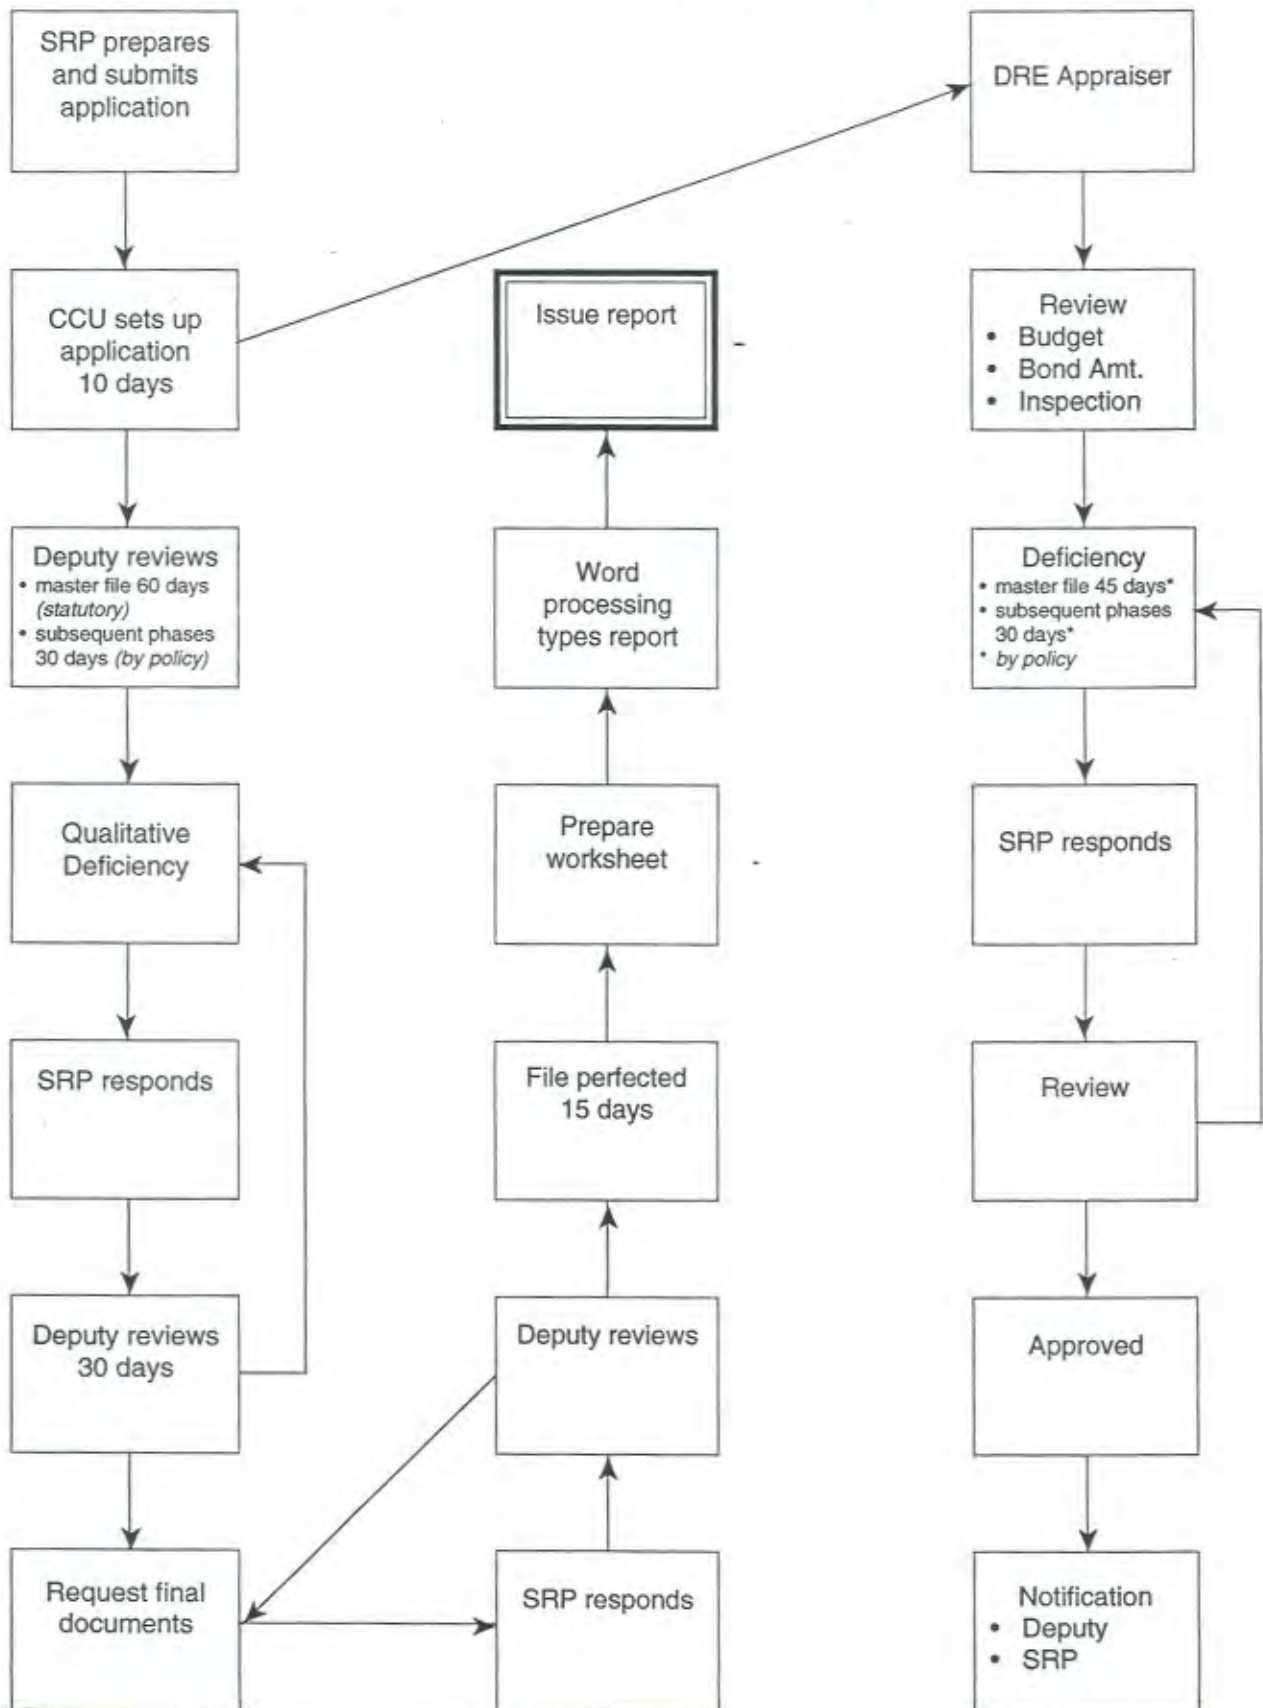 SRP prepares
and submits
application
CCU sets up
application
10 days
Deputy reviews
• master file 60 days
(statutory)
• subsequent phases
30 days (by policy)
Qualitative
Deficiency
SRP responds
Deputy reviews
30 days
Request final
documents
SRP responds
Deputy reviews
File perfected
15 days
Prepare
worksheet
Word
processing
types report
Issue report
DRE Appraiser
Review
• Budget
• Bond Amt.
• Inspection
Deficiency
• master file 45 days*
• subsequent phases
30 days*
* by policy
SRP responds
Review
Approved
Notification
• Deputy
• SRP